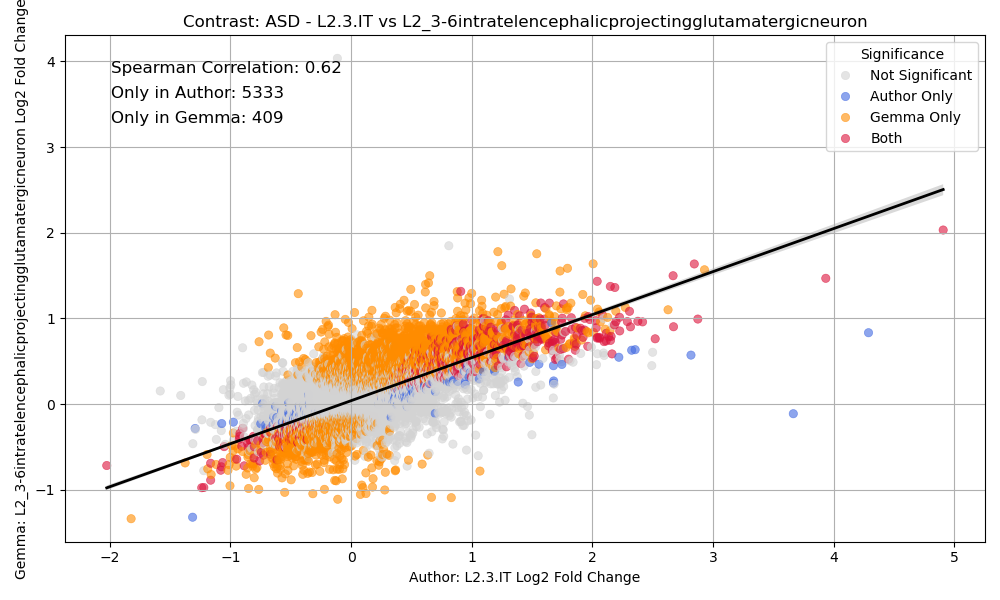 Contrast: ASD - L2.3.IT vs L2_3-6intratelencephalicprojectingglutamatergicneuron
Spearman Correlation: 0.62
Only in Author: 5333
Only in Gemma: 409
Significance
Not Significant
Author Only
Gemma Only
Both
4
3
2
1
0
−1
Gemma: L2_3-6intratelencephalicprojectingglutamatergicneuron Log2 Fold Change
−2
−1
0
1
2
3
4
5
Author: L2.3.IT Log2 Fold Change